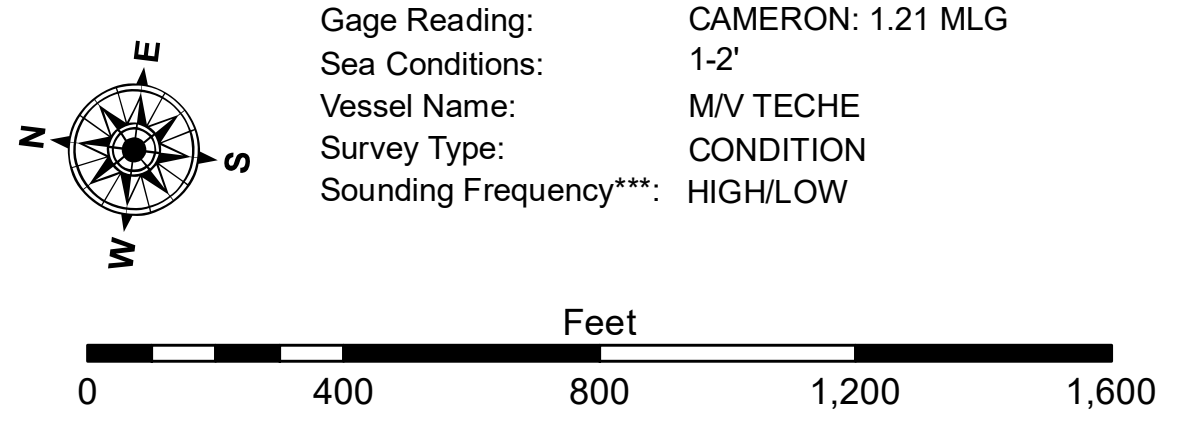 Gage Reading: CAMERON: 1.21 MLG
Sea Conditions: 1-2'
Vessel Name: M/V TECHE
Survey Type: CONDITION
Sounding Frequency***: HIGH/LOW
E
N
S
W
Feet
0 400 800 1,200 1,600